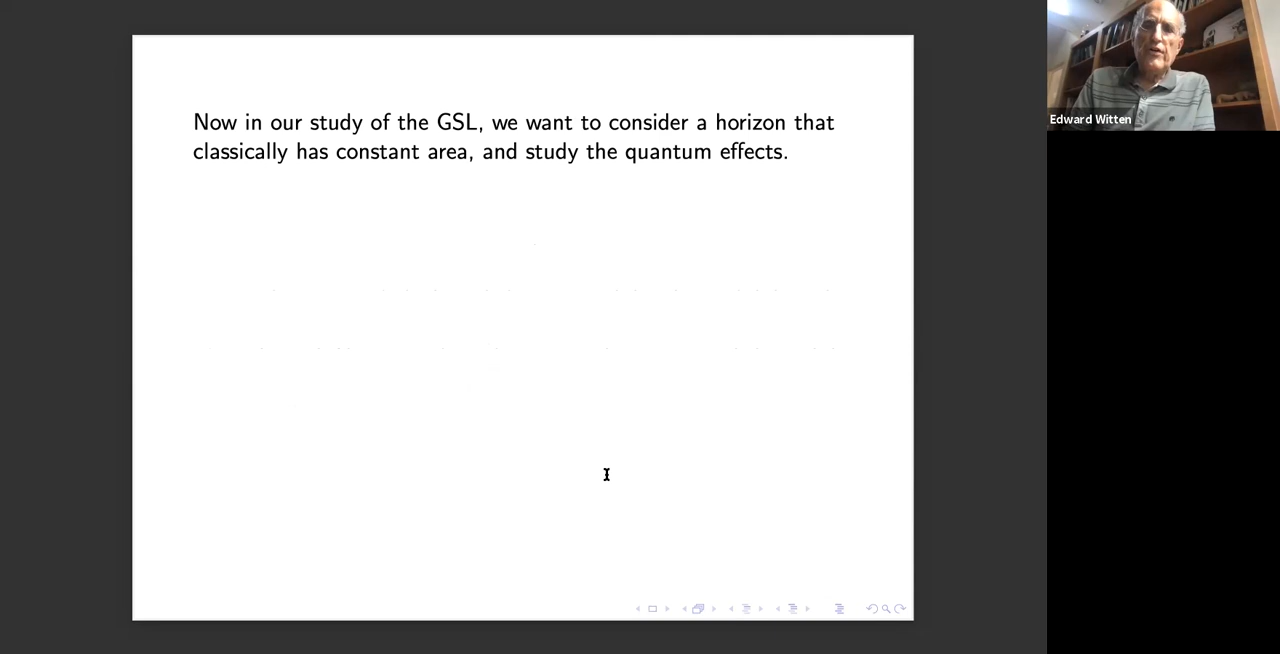 Now in our study of the GSL, we want to consider a horizon that
classically has constant area, and study the quantum effects.
Edward Witten